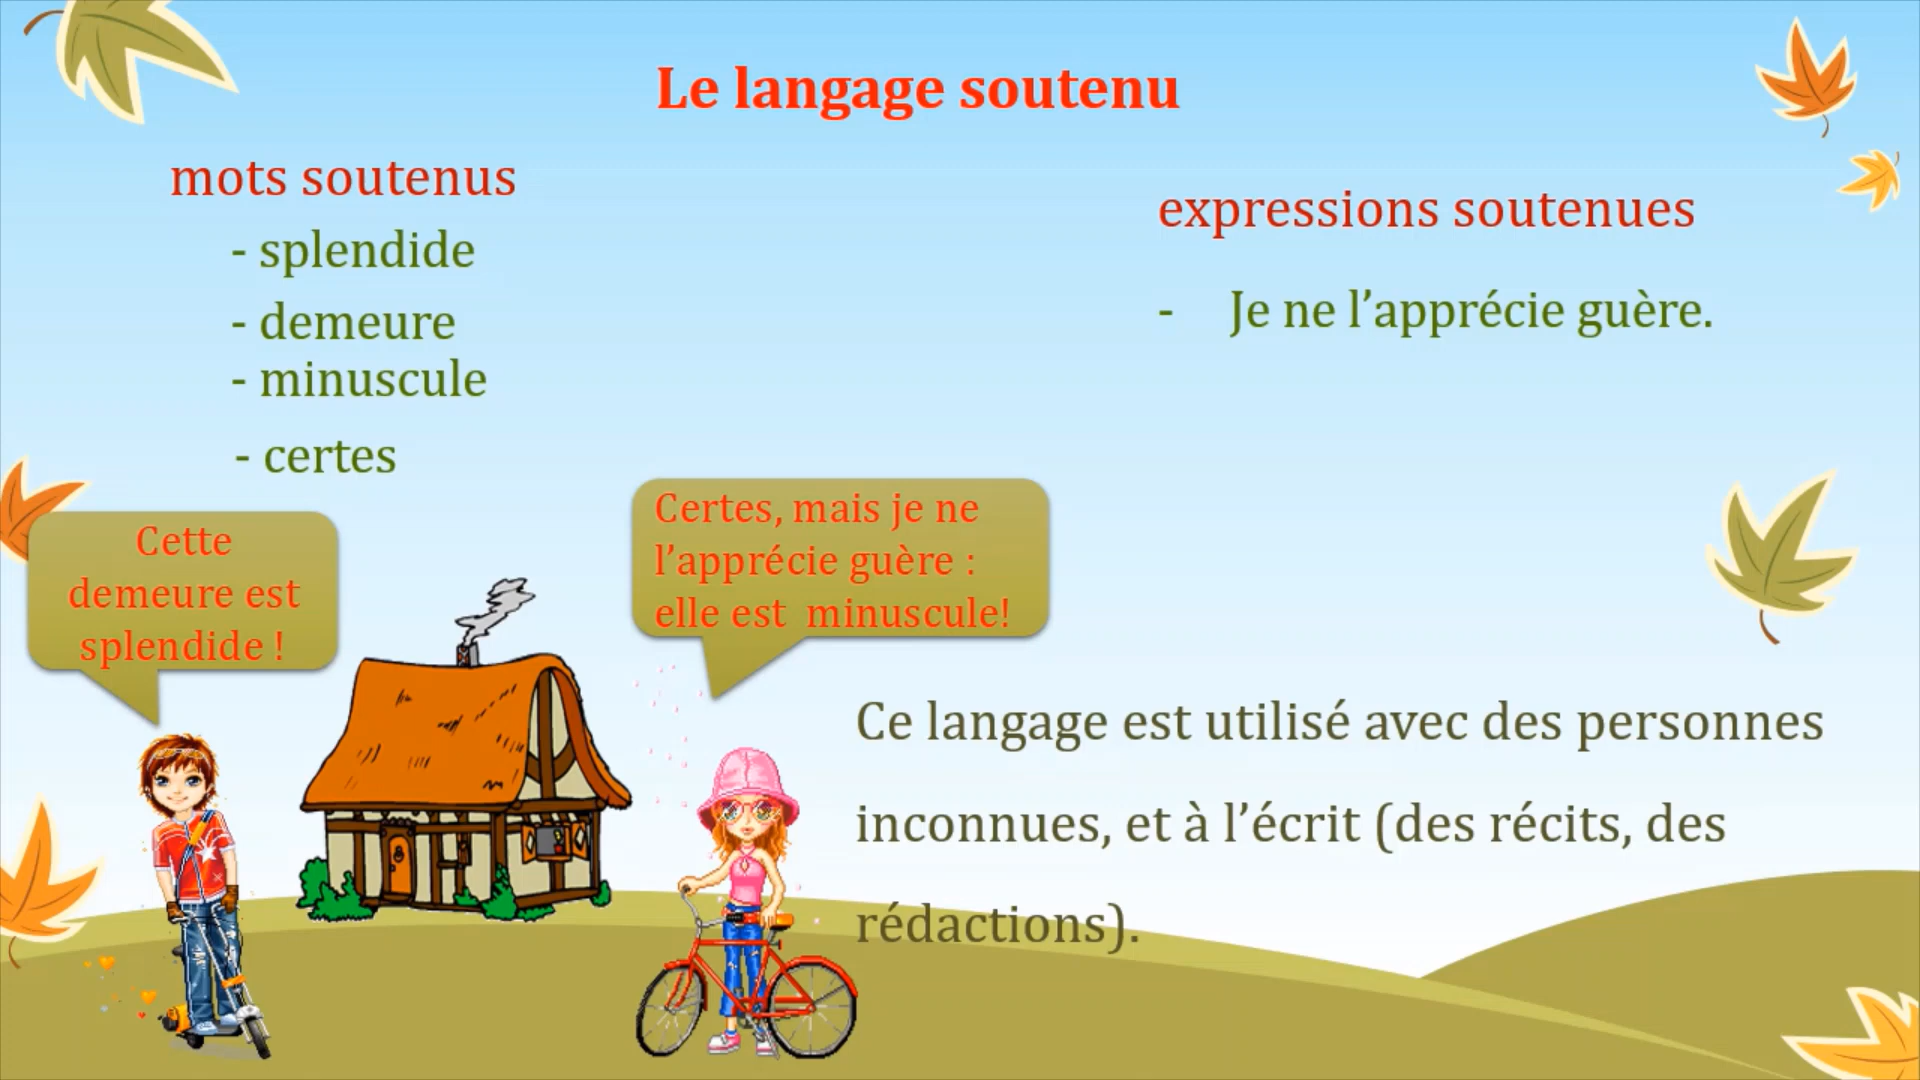 Le langage soutenu
mots soutenus
- splendide
- demeure
- minuscule
- certes
expressions soutenues
- Je ne l’apprécie guère.
Cette
demeure est
splendide !
Certes, mais je ne
l’apprécie guère :
elle est minuscule!
Ce langage est utilisé avec des personnes
inconnues, et à l’écrit (des récits, des
rédactions).